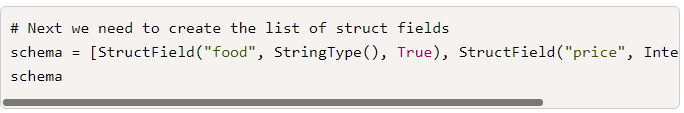 # Next we need to create the list of struct fields
schema = [StructField("food", StringType(), True), StructField("price", Inte
schema